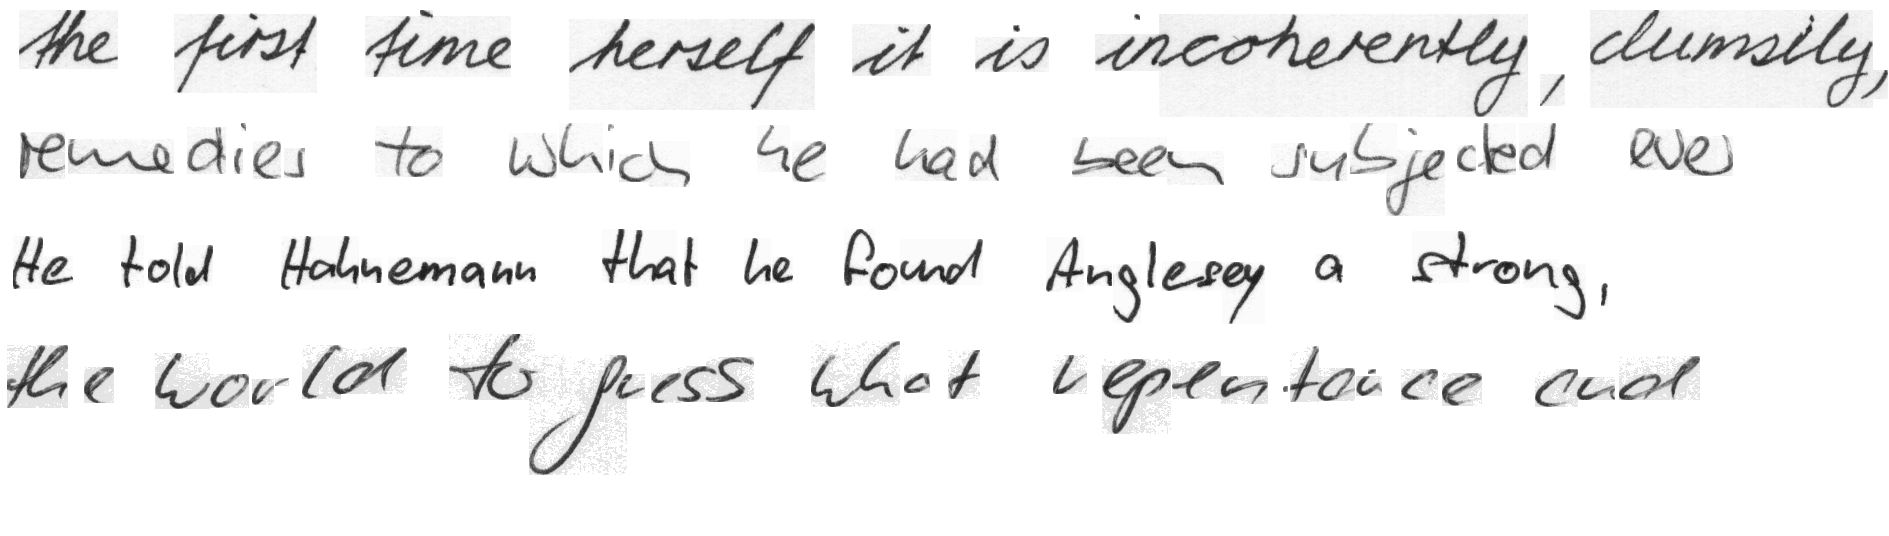 the first time herself it is incoherently, clumsily,
remedies to which he had been subjected ever
He told Hahnemann that he found Anglesey a strong,
the world to guess what repentance and